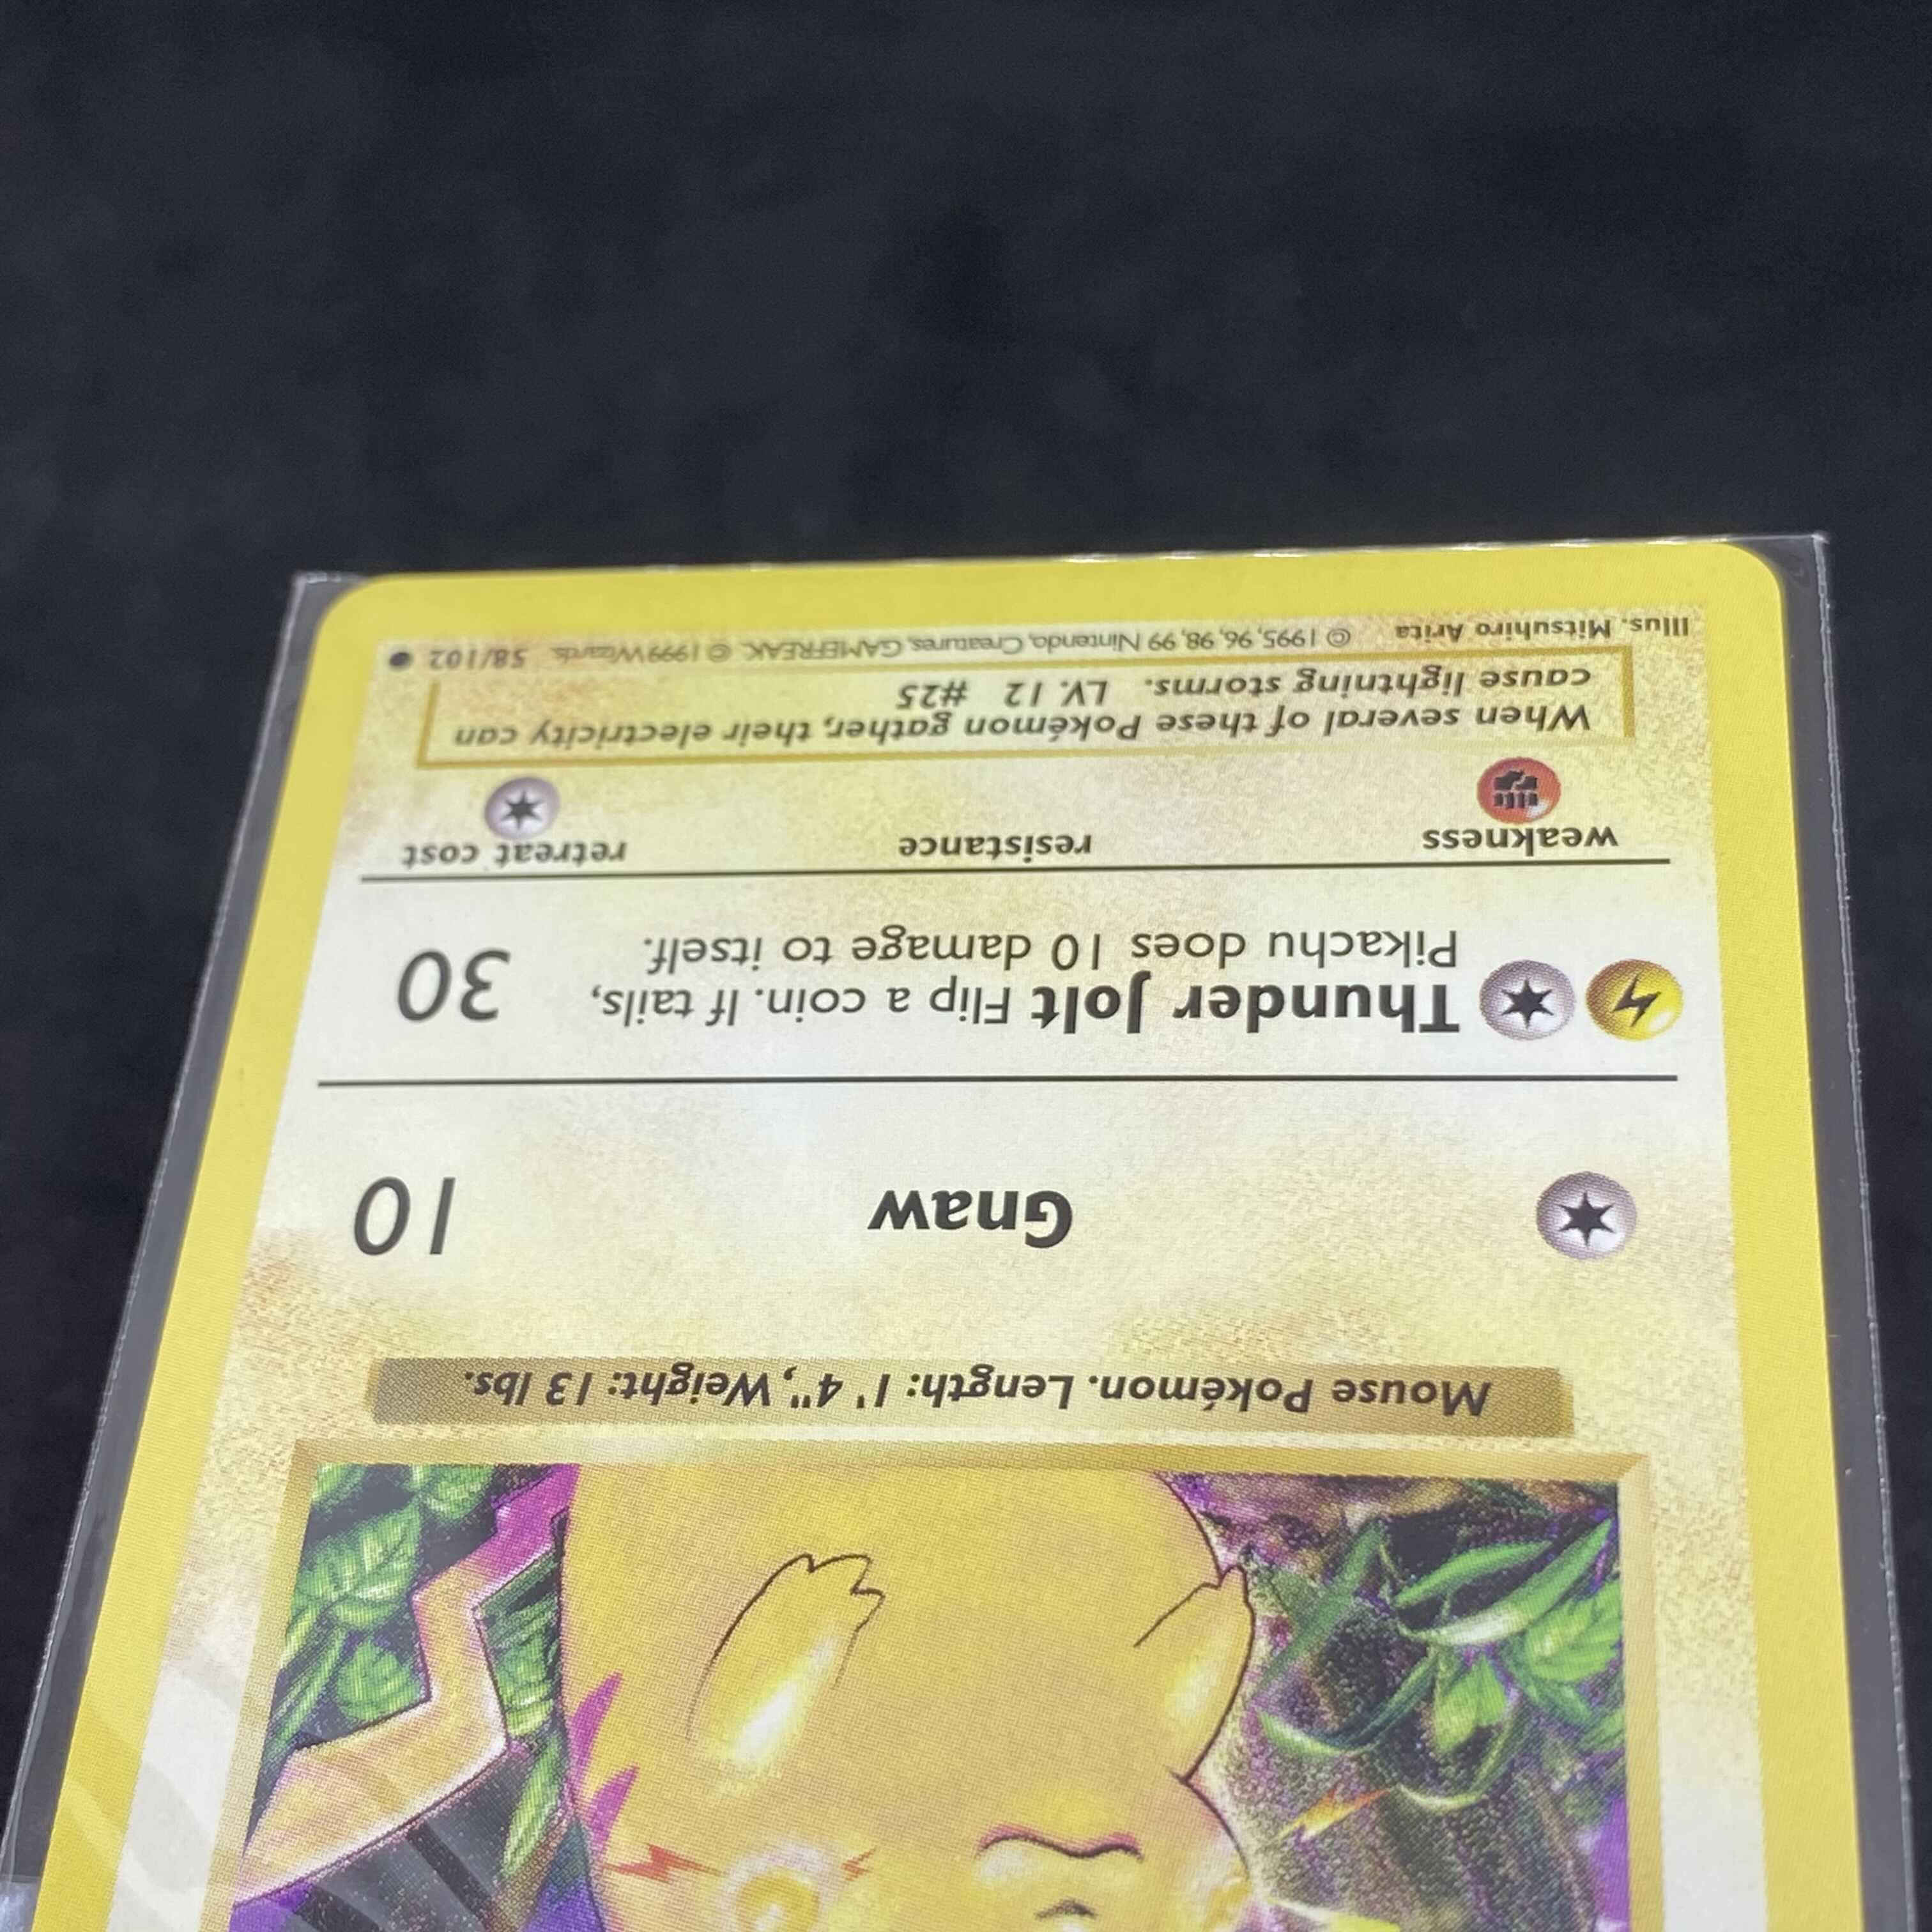 Mouse Pokémon. Length: 1' 4", Weight: 13 lbs.
Gnaw 10
Thunder Jolt Flip a coin. If tails, 30
Pikachu does 10 damage to itself.
weakness resistance retreat cost
When several of these Pokémon gather, their electricity can
cause lightning storms. LV. 12 #25
Illus. Mitsuhiro Arita © 1995, 96, 98, 99 Nintendo, Creatures, GAMEFREAK. © 1999 Wizards. 58/102